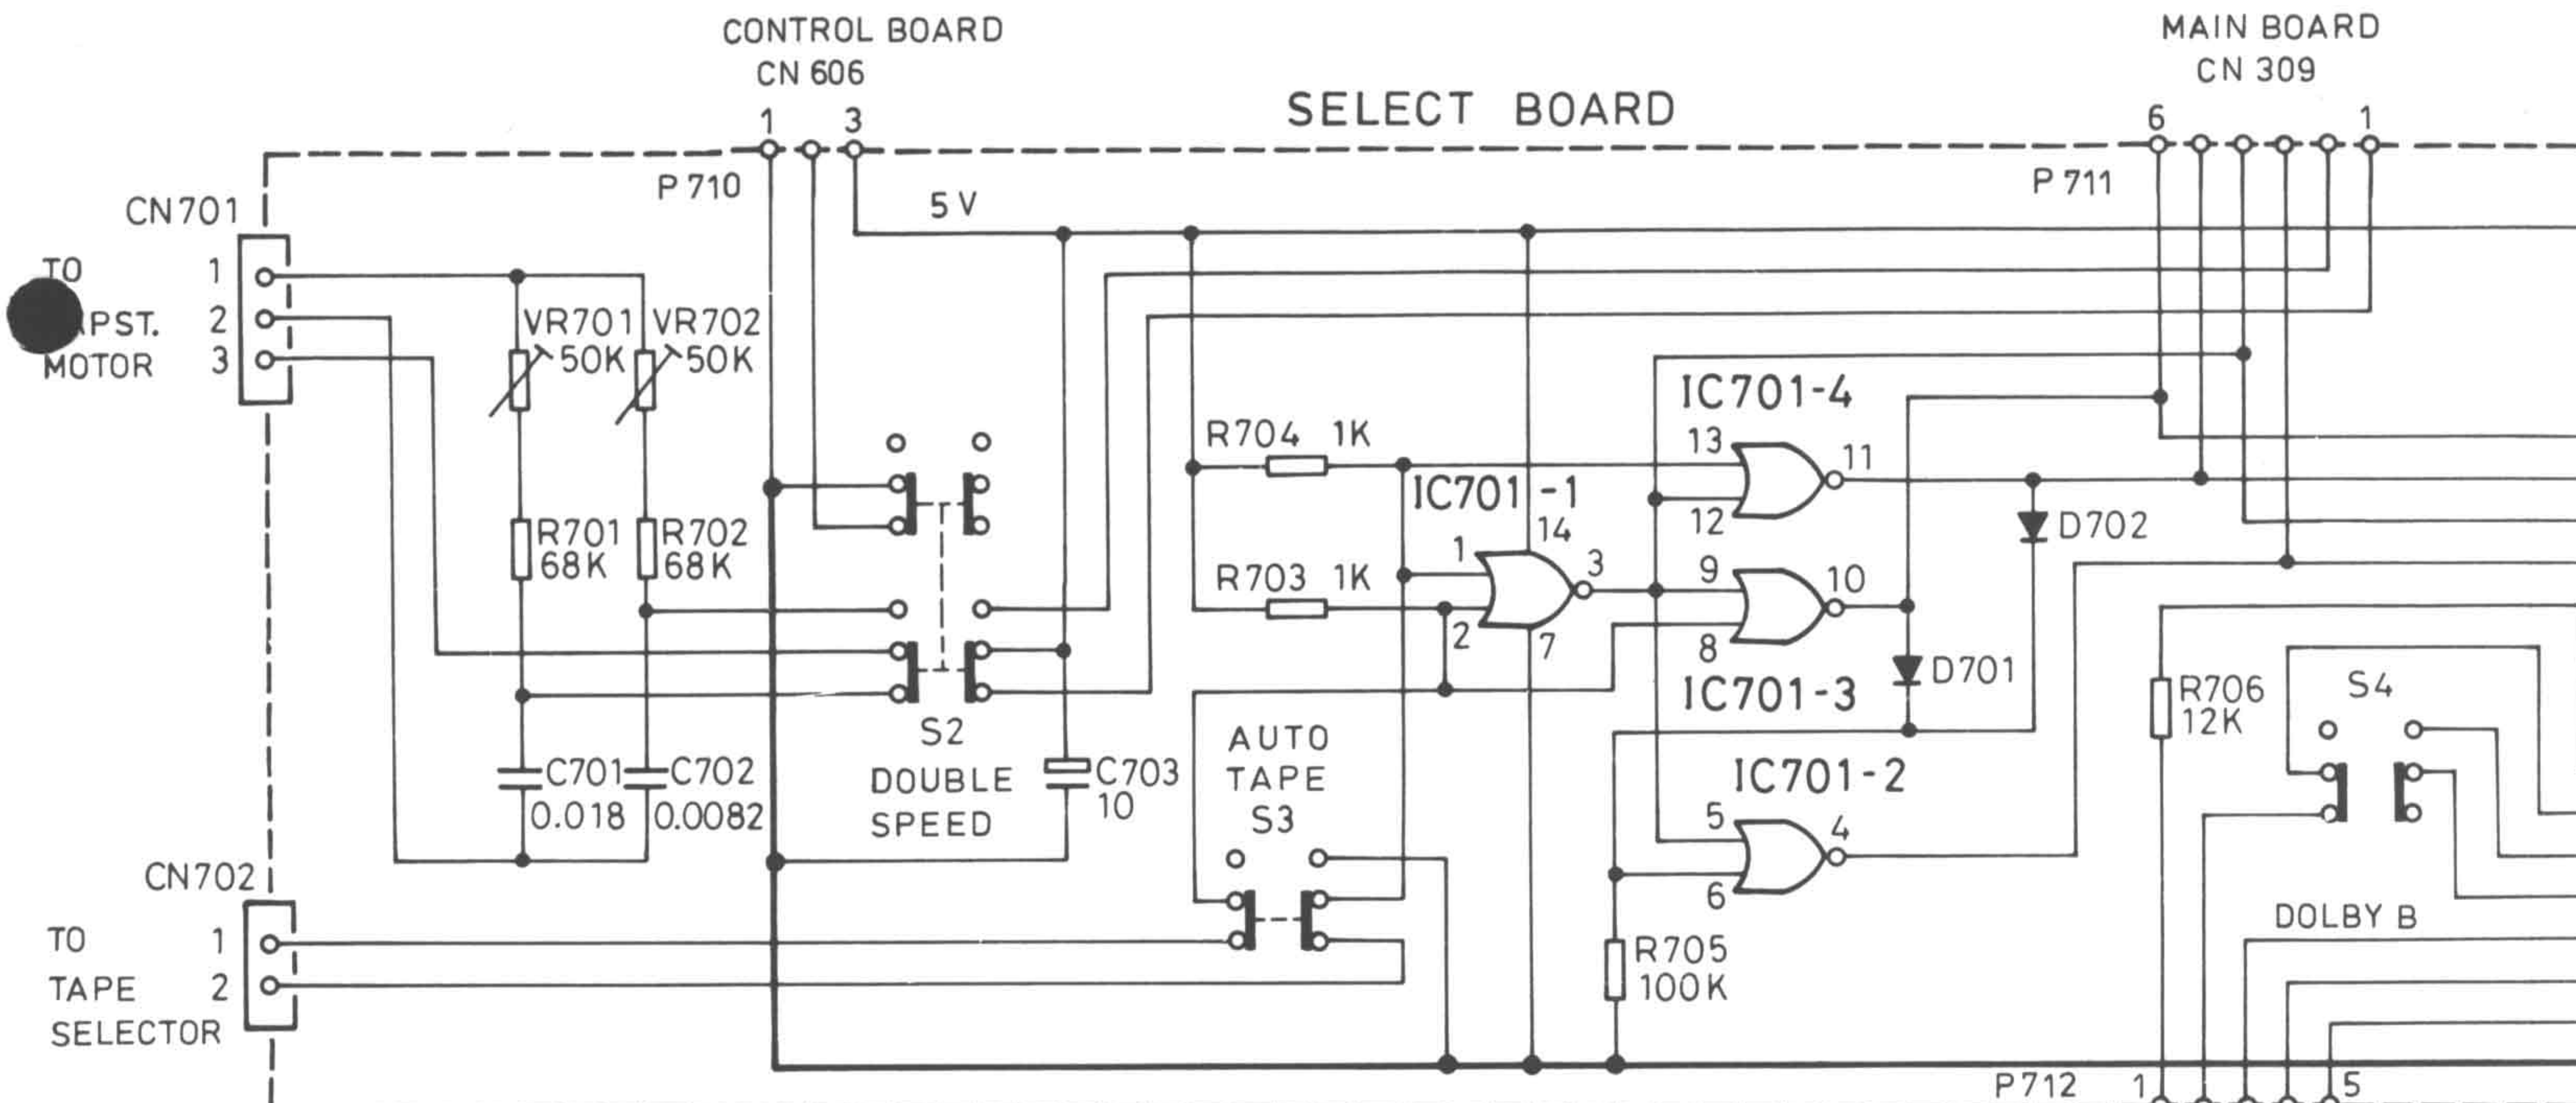 CONTROL BOARD
CN 606
MAIN BOARD
CN 309
SELECT BOARD
1 3
6 1
P 710
P 711
5 V
CN701
TO
MOTOR
1
2
3
VR701
50K
VR702
50K
R701
68K
R702
68K
C701
0.018
C702
0.0082
S2
DOUBLE
SPEED
C703
10
R704 1K
R703 1K
IC701-1
1
2
14
3
7
IC701-4
13
12
11
9
8
10
IC701-3
D702
D701
IC701-2
5
6
4
AUTO
TAPE
S3
R705
100K
R706
12K
S4
DOLBY B
CN702
TO
TAPE
SELECTOR
1
2
P712 1 5